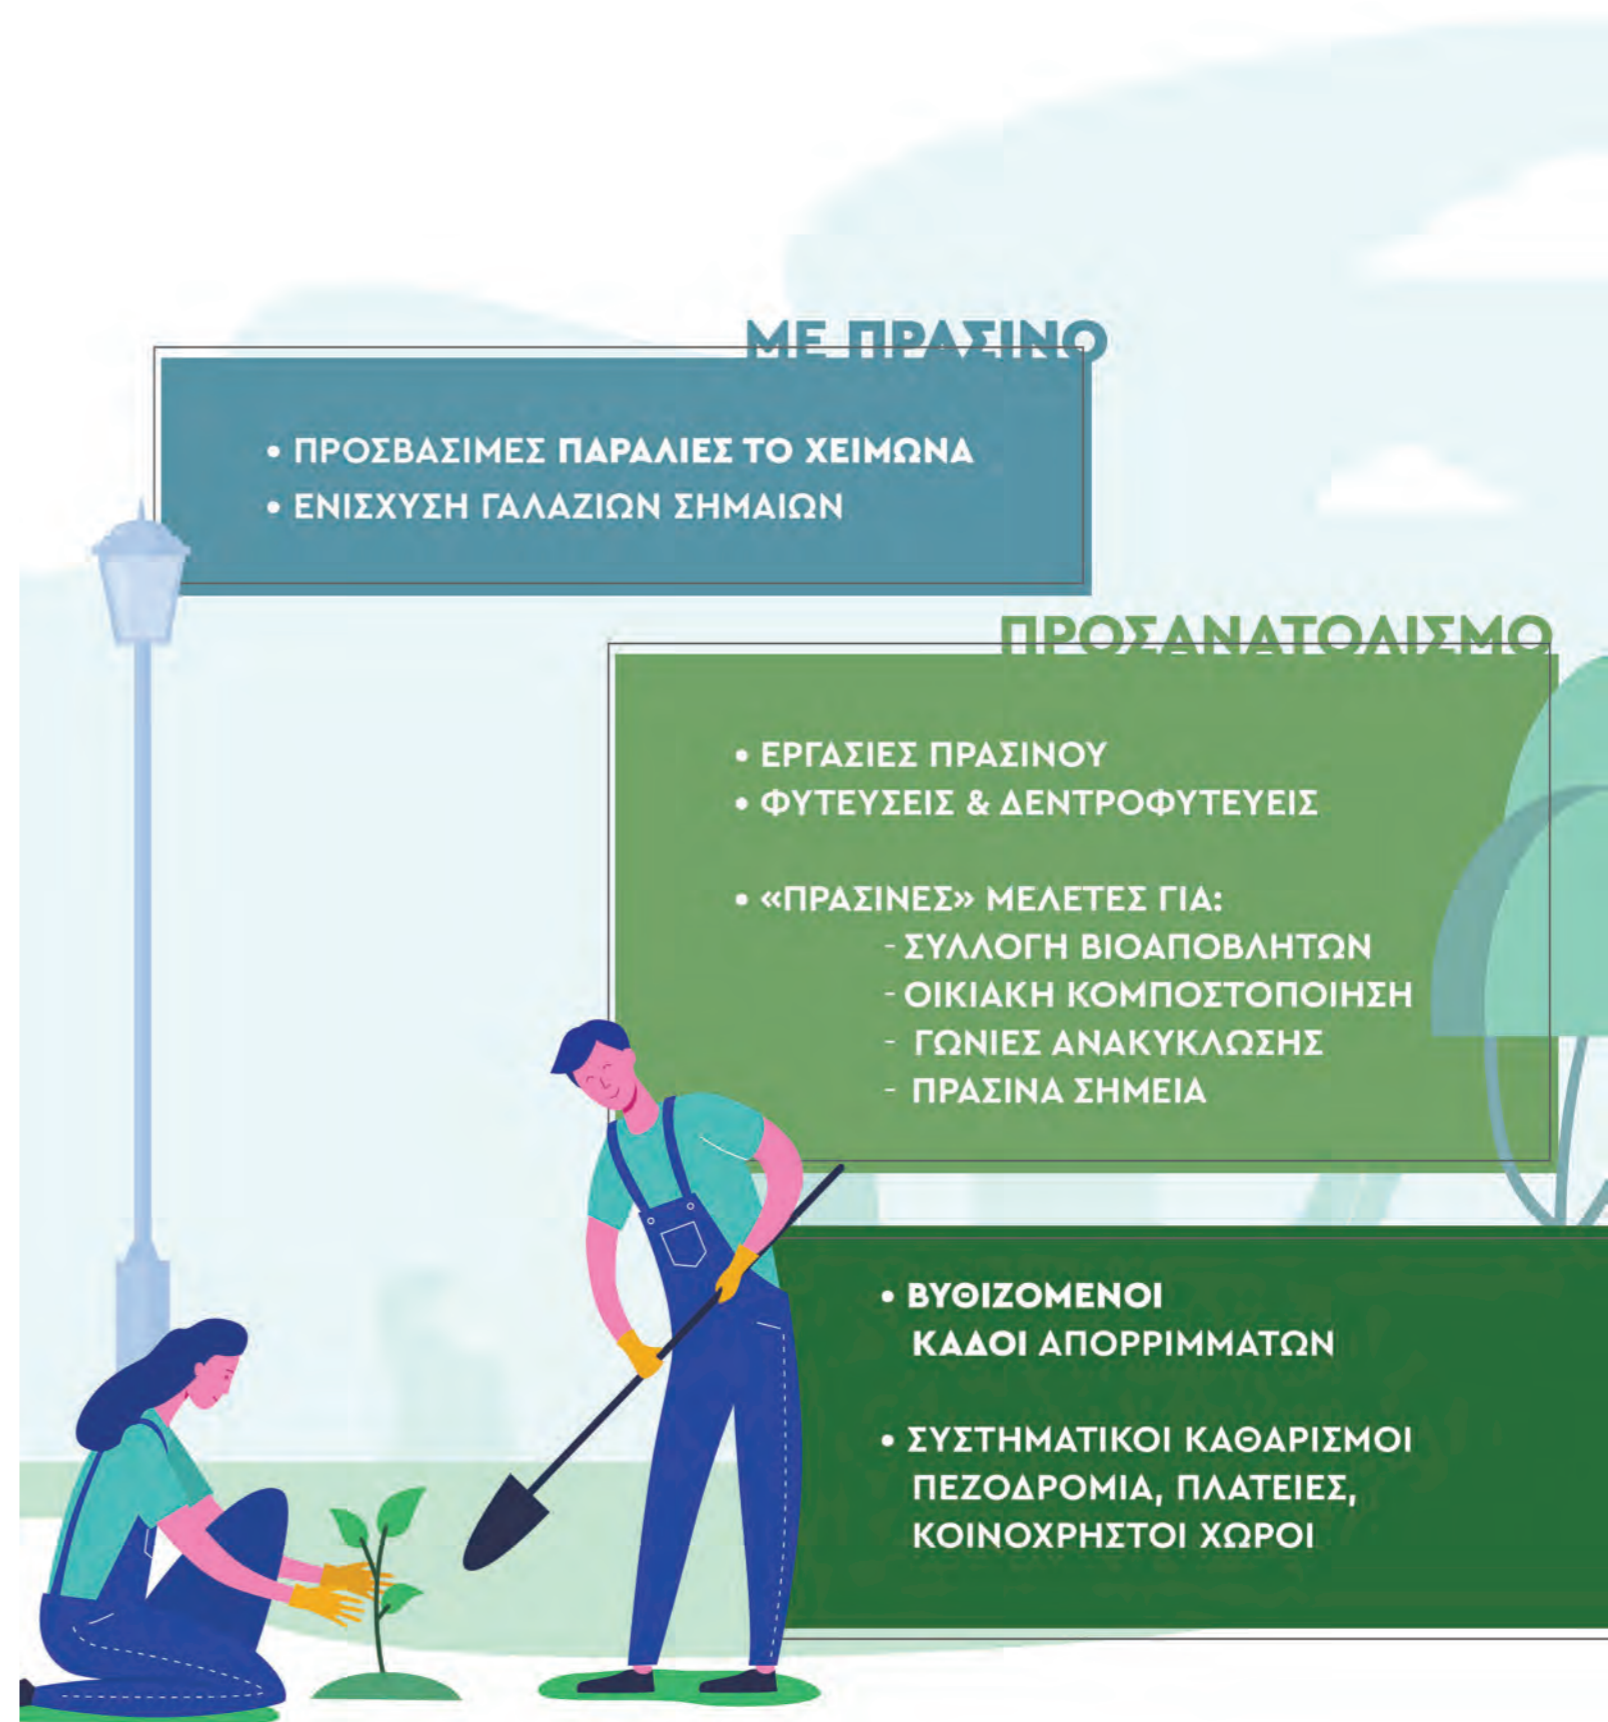 ΜΕ ΠΡΑΣΙΝΟ
• ΠΡΟΣΒΑΣΙΜΕΣ ΠΑΡΑΛΙΕΣ ΤΟ ΧΕΙΜΩΝΑ
• ΕΝΙΣΧΥΣΗ ΓΑΛΑΖΙΩΝ ΣΗΜΑΙΩΝ
ΠΡΟΣΑΝΑΤΟΛΙΣΜΟ
• ΕΡΓΑΣΙΕΣ ΠΡΑΣΙΝΟΥ
• ΦΥΤΕΥΣΕΙΣ & ΔΕΝΤΡΟΦΥΤΕΥΕΙΣ
• «ΠΡΑΣΙΝΕΣ» ΜΕΛΕΤΕΣ ΓΙΑ:
- ΣΥΛΛΟΓΗ ΒΙΟΑΠΟΒΛΗΤΩΝ
- ΟΙΚΙΑΚΗ ΚΟΜΠΟΣΤΟΠΟΙΗΣΗ
- ΓΩΝΙΕΣ ΑΝΑΚΥΚΛΩΣΗΣ
- ΠΡΑΣΙΝΑ ΣΗΜΕΙΑ
• ΒΥΘΙΖΟΜΕΝΟΙ
ΚΑΔΟΙ ΑΠΟΡΡΙΜΜΑΤΩΝ
• ΣΥΣΤΗΜΑΤΙΚΟΙ ΚΑΘΑΡΙΣΜΟΙ
ΠΕΖΟΔΡΟΜΙΑ, ΠΛΑΤΕΙΕΣ,
ΚΟΙΝΟΧΡΗΣΤΟΙ ΧΩΡΟΙ